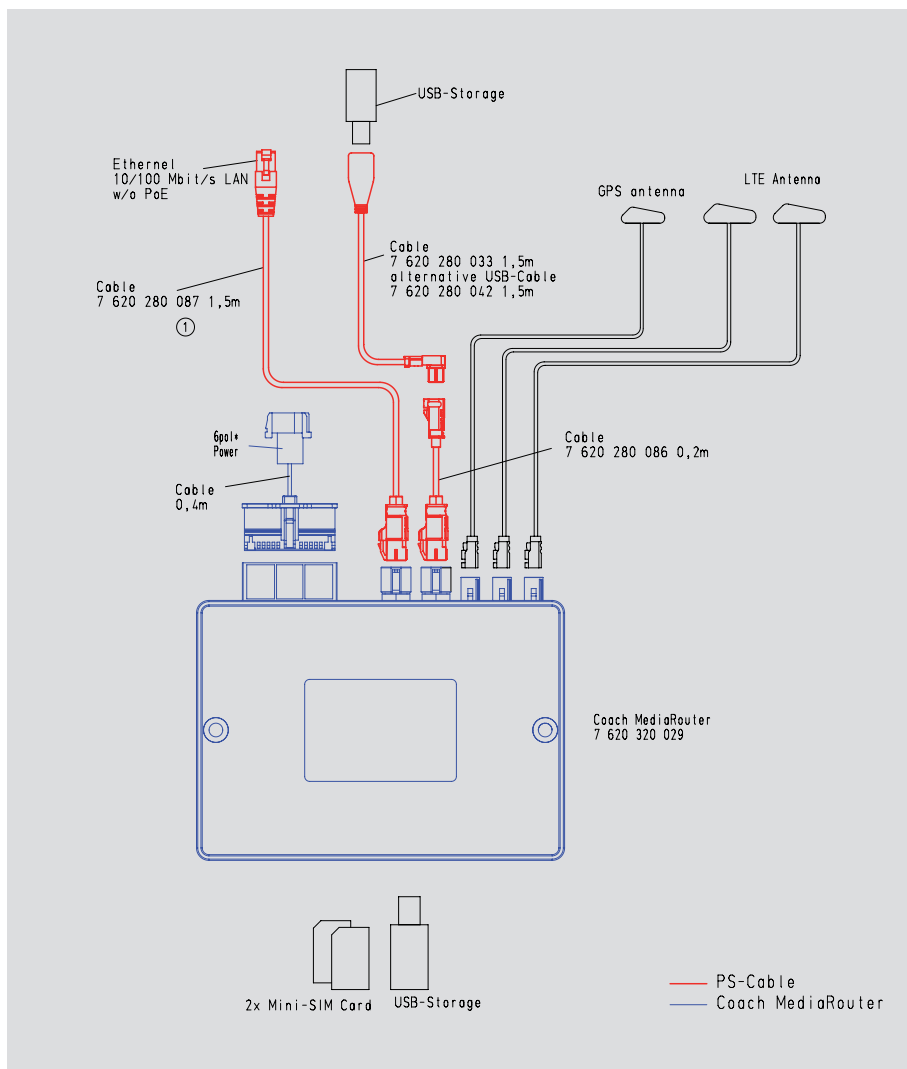 USB-Storage
Ethernel
10/100 Mbit/s LAN
w/o PoE
GPS antenna
LTE Antenna
Cable
7 620 280 033 1,5m
alternative USB-Cable
7 620 280 042 1,5m
Cable
7 620 280 087 1,5m
1
6pol*
Power
Cable
7 620 280 086 0,2m
Cable
0,4m
Coach MediaRouter
7 620 320 029
2x Mini-SIM Card
USB-Storage
PS-Cable
Coach MediaRouter